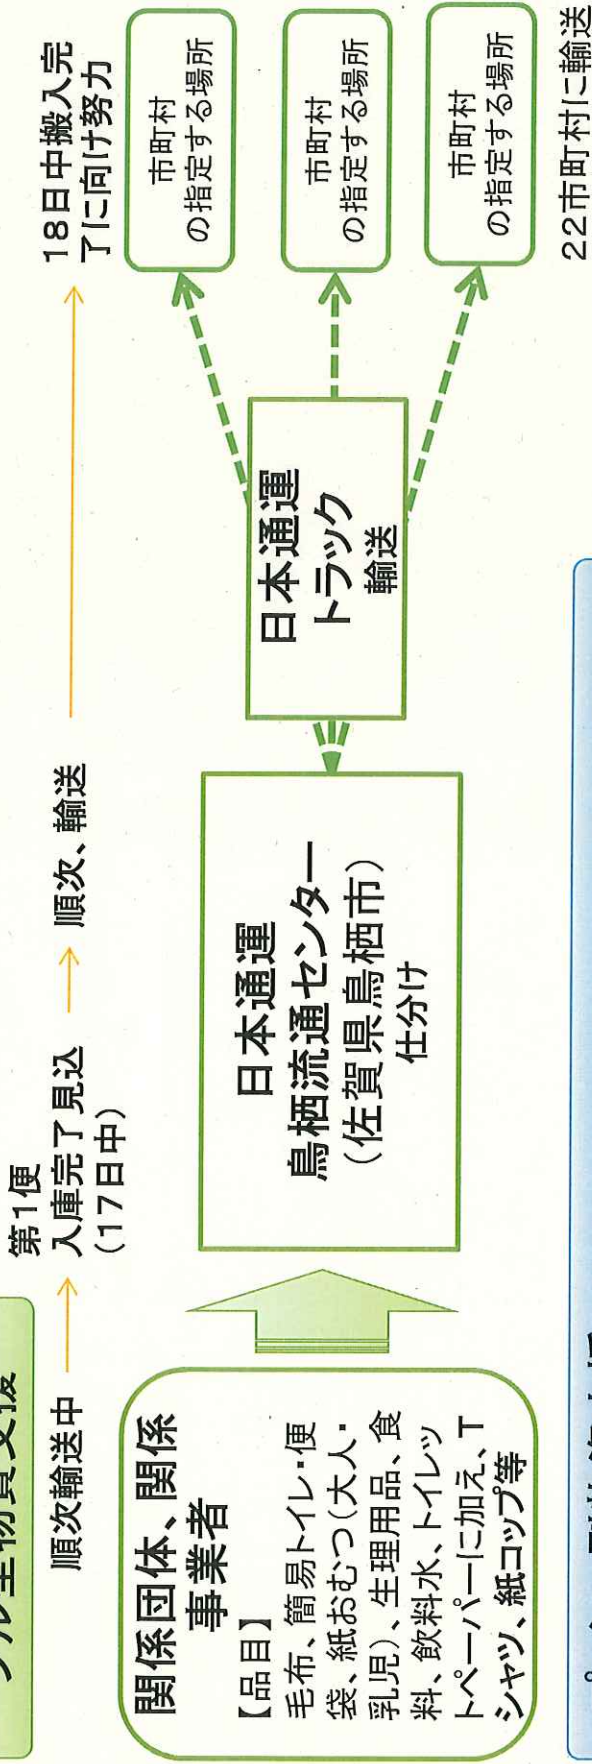 順次輸送中
第1便
入庫完了見込
(17日中)
順次、輸送
18日中搬入完
了に向け努力
関係団体、関係
事業者
【品目】
毛布、簡易トイレ・便
袋、紙おむつ(大人・
乳児)、生理用品、食
料、飲料水、トイレッ
トペーパーに加え、T
シャツ、紙コップ等
日本通運
鳥栖流通センター
(佐賀県鳥栖市)
仕分け
日本通運
トラック
輸送
市町村
の指定する場所
市町村
の指定する場所
市町村
の指定する場所
22市町村に輸送